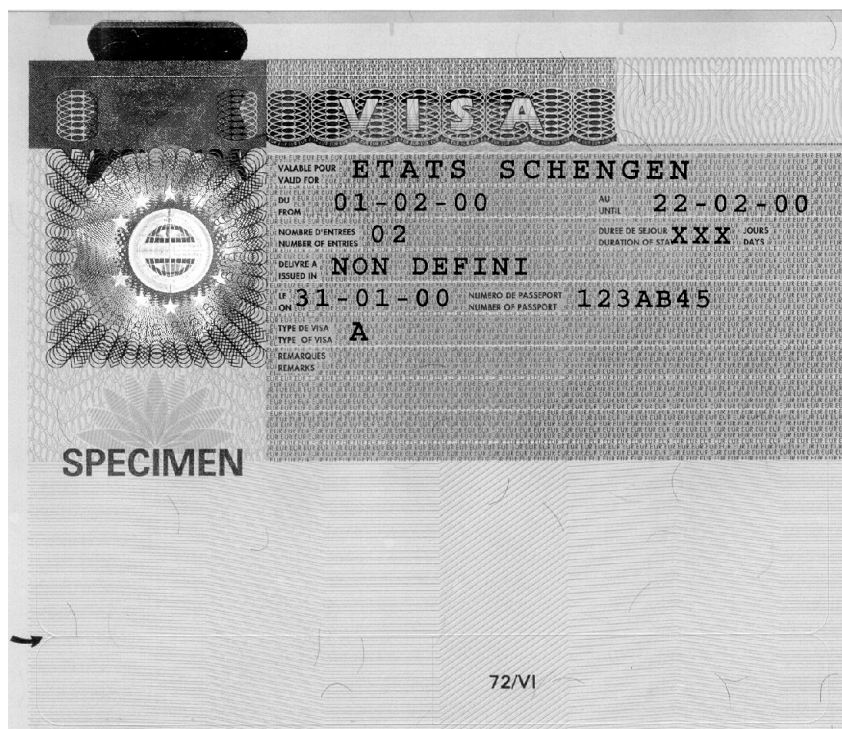 VISA
VALABLE POUR
VALID FOR
ETATS SCHENGEN
DU
FROM
01-02-00
AU
UNTIL
22-02-00
NOMBRE D'ENTREES
NUMBER OF ENTRIES
02
DUREE DE SEJOUR
DURATION OF STA
XXX
JOURS
DAYS
DELIVRE A
ISSUED IN
NON DEFINI
LE
ON
31-01-00
NUMERO DE PASSEPORT
NUMBER OF PASSPORT
123AB45
TYPE DE VISA
TYPE OF VISA
A
REMARQUES
REMARKS
SPECIMEN
72/VI